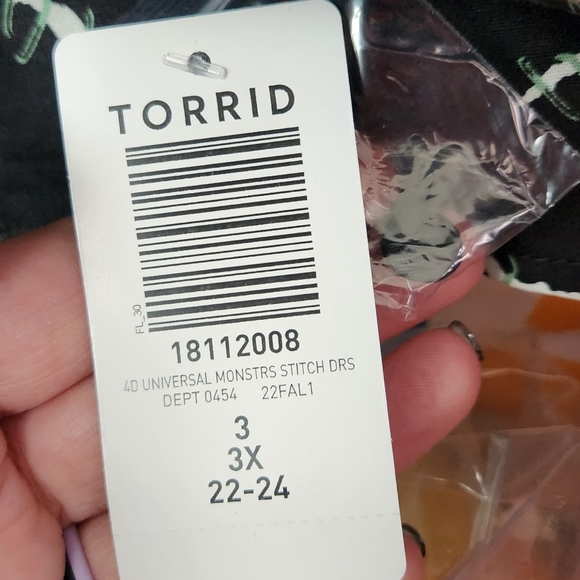 TORRID
FL_30
18112008
4D UNIVERSAL MONSTRS STITCH DRS
DEPT 0454 22FAL1
3
3X
22-24